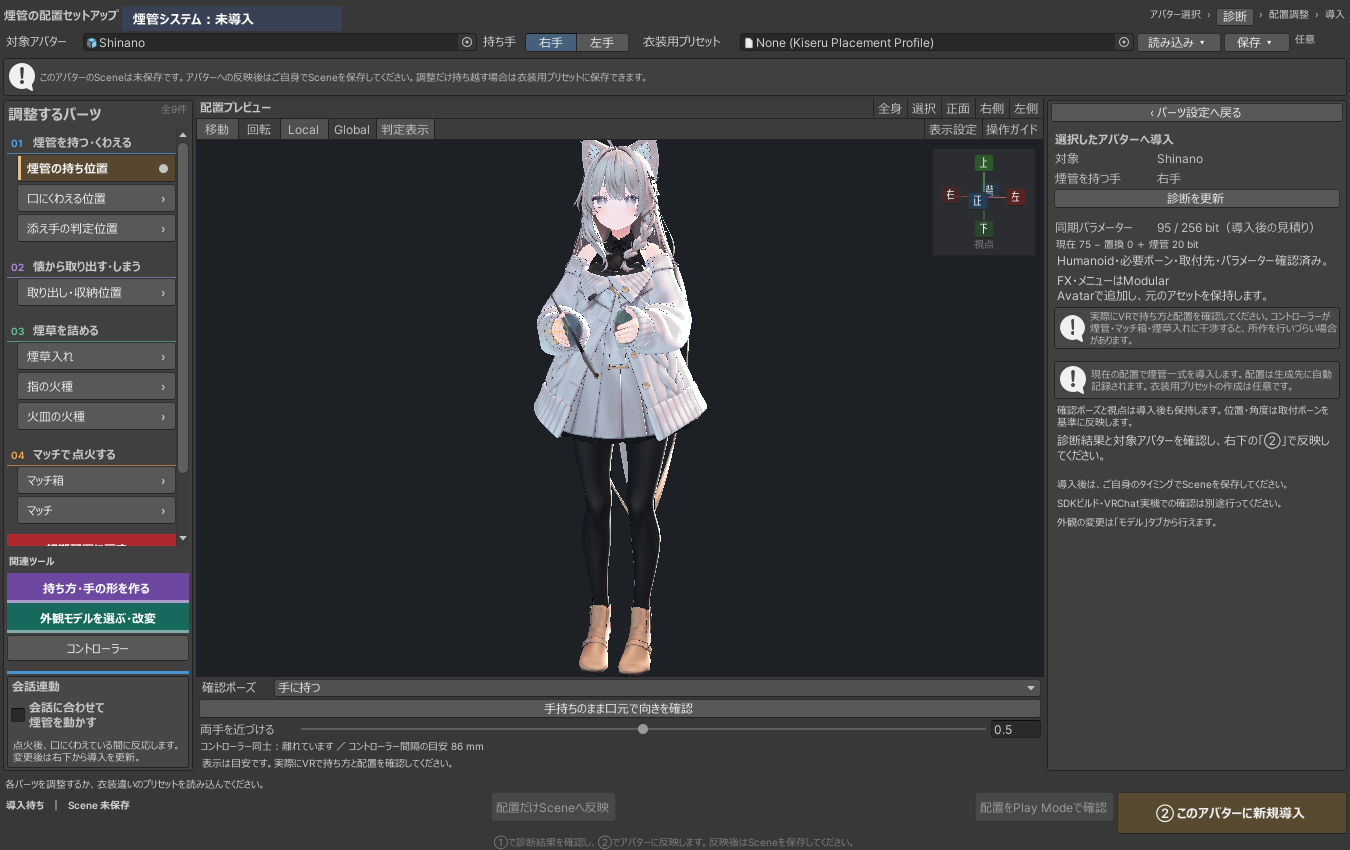 煙管の配置セットアップ
煙管システム：未導入
アバター選択 › 診断 › 配置調整 › 導入
対象アバター
Shinano
持ち手
右手
左手
衣装用プリセット
None (Kiseru Placement Profile)
読み込み
保存
任意
このアバターのSceneは未保存です。アバターへの反映後はご自身でSceneを保存してください。調整だけ持ち越す場合は衣装用プリセットに保存できます。
調整するパーツ
全9件
01 煙管を持つ・くわえる
煙管の持ち位置
口にくわえる位置 ›
添え手の判定位置 ›
02 懐から取り出す・しまう
取り出し・収納位置 ›
03 煙草を詰める
煙草入れ ›
指の火種 ›
火皿の火種 ›
04 マッチで点火する
マッチ箱 ›
マッチ ›
関連ツール
持ち方・手の形を作る
外観モデルを選ぶ・改変
コントローラー
会話連動
会話に合わせて
煙管を動かす
点火後、口にくわえている間に反応します。
変更後は右下から導入を更新。
配置プレビュー
全身
選択
正面
右側
左側
移動
回転
Local
Global
判定表示
表示設定
操作ガイド
上
右
背
正
左
下
視点
確認ポーズ
手に持つ
手持ちのまま口元で向きを確認
両手を近づける
0.5
コントローラー同士：離れています ／ コントローラー間隔の目安 86 mm
表示は目安です。実際にVRで持ち方と配置を確認してください。
‹ パーツ設定へ戻る
選択したアバターへ導入
対象 Shinano
煙管を持つ手 右手
診断を更新
同期パラメーター 95 / 256 bit（導入後の見積り）
現在 75 − 置換 0 ＋ 煙管 20 bit
Humanoid・必要ボーン・取付先・パラメーター確認済み。
FX・メニューはModular
Avatarで追加し、元のアセットを保持します。
実際にVRで持ち方と配置を確認してください。コントローラーが
煙管・マッチ箱・煙草入れに干渉すると、所作を行いづらい場合
があります。
現在の配置で煙管一式を導入します。配置は生成先に自動
記録されます。衣装用プリセットの作成は任意です。
確認ポーズと視点は導入後も保持します。位置・角度は取付ボーンを
基準に反映します。
診断結果と対象アバターを確認し、右下の「②」で反映し
てください。
導入後は、ご自身のタイミングでSceneを保存してください。
SDKビルド・VRChat実機での確認は別途行ってください。
外観の変更は「モデル」タブから行えます。
各パーツを調整するか、衣装違いのプリセットを読み込んでください。
導入待ち ｜ Scene 未保存
配置だけSceneへ反映
配置をPlay Modeで確認
② このアバターに新規導入
①で診断結果を確認し、②でアバターに反映します。反映後はSceneを保存してください。